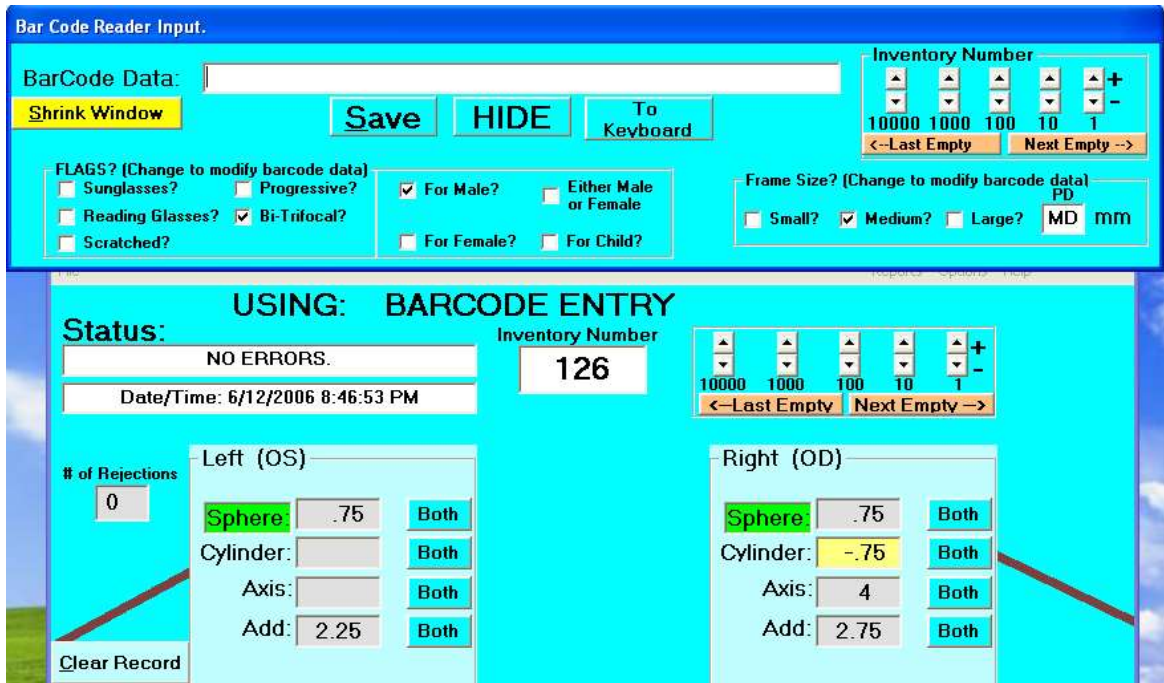 Bar Code Reader Input.
BarCode Data:
Inventory Number
+
-
10000 1000 100 10 1
<--Last Empty Next Empty -->
Shrink Window
Save HIDE To Keyboard
FLAGS? (Change to modify barcode data)
Sunglasses? Progressive?
Reading Glasses? Bi-Trifocal?
Scratched?
For Male? Either Male or Female
For Female? For Child?
Frame Size? (Change to modify barcode data)
PD
Small? Medium? Large? MD mm
File Reports Options Help
USING: BARCODE ENTRY
Status:
NO ERRORS.
Date/Time: 6/12/2006 8:46:53 PM
Inventory Number
126
+
-
10000 1000 100 10 1
<--Last Empty Next Empty -->
# of Rejections
0
Left (OS)
Sphere: .75 Both
Cylinder: Both
Axis: Both
Add: 2.25 Both
Right (OD)
Sphere: .75 Both
Cylinder: -.75 Both
Axis: 4 Both
Add: 2.75 Both
Clear Record